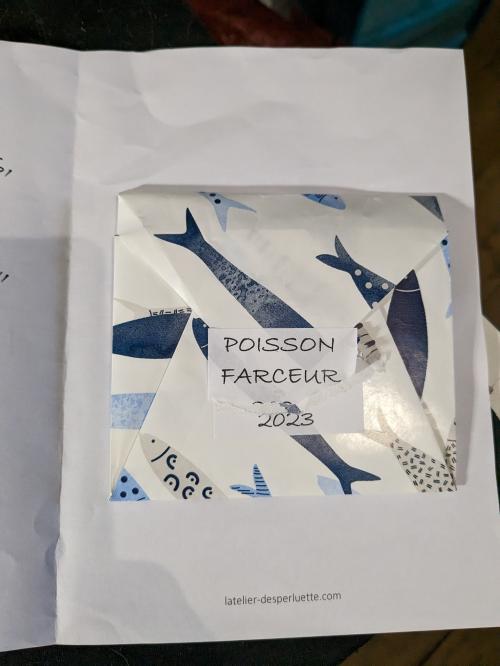 POISSON
FARCEUR
2023
latelier-desperluette.com